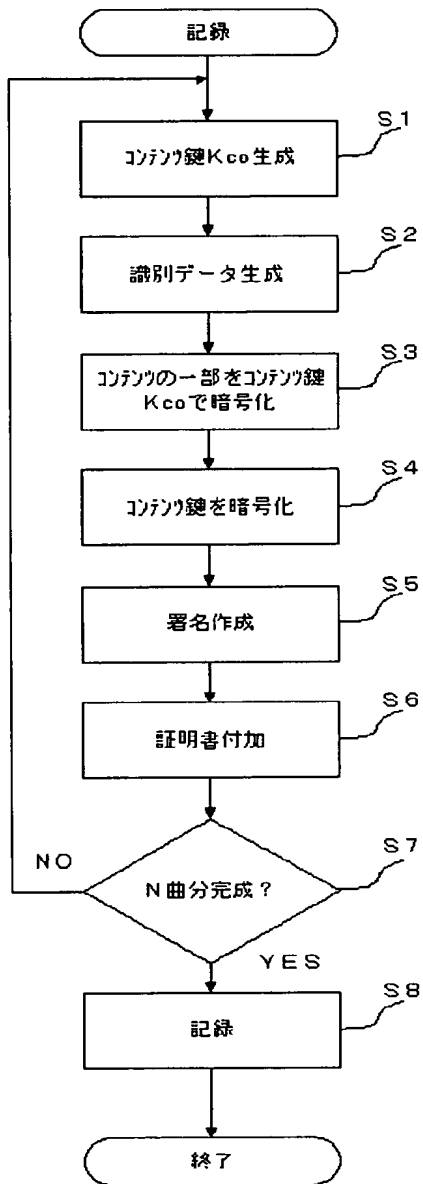 記録
S1
ｺﾝﾃﾝﾂ鍵Kco生成
S2
識別データ生成
S3
ｺﾝﾃﾝﾂの一部をｺﾝﾃﾝﾂ鍵
Kcoで暗号化
S4
ｺﾝﾃﾝﾂ鍵を暗号化
S5
署名作成
S6
証明書付加
S7
NO
N曲分完成？
YES
S8
記録
終了